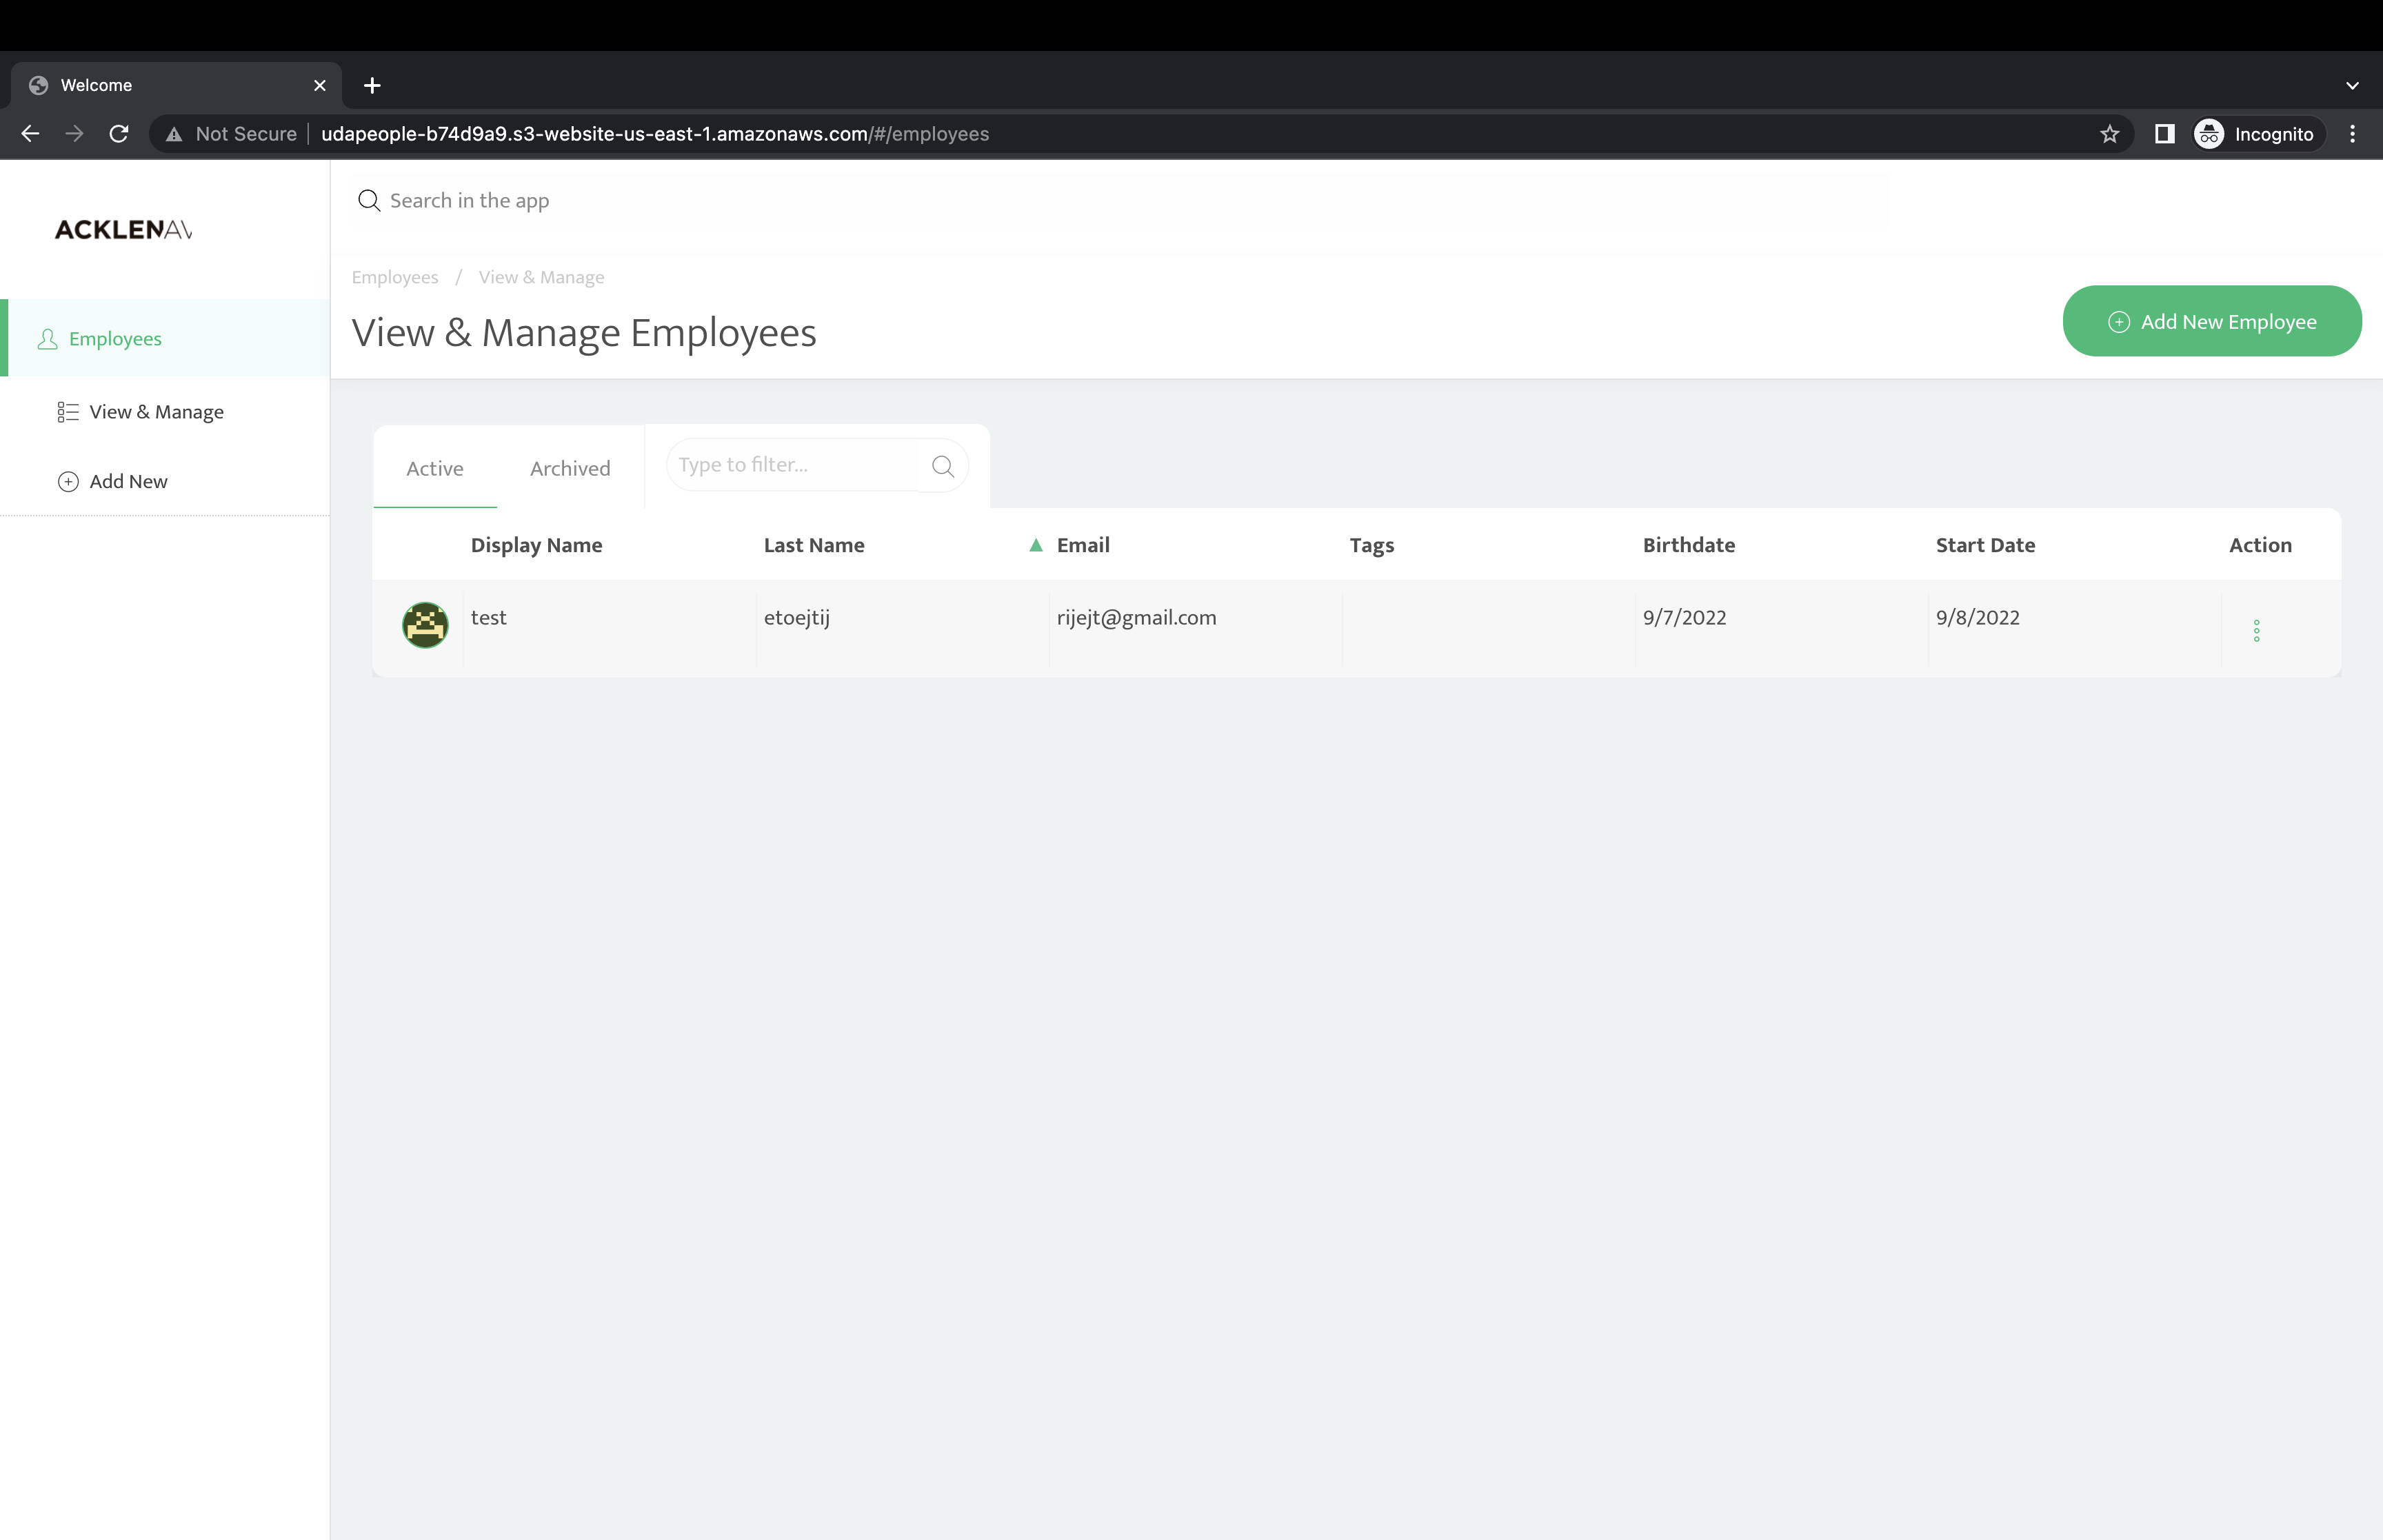 Welcome
Not Secure udapeople-b74d9a9.s3-website-us-east-1.amazonaws.com/#/employees
Incognito
ACKLENAV
Search in the app
Employees / View & Manage
View & Manage Employees
Add New Employee
Employees
View & Manage
Add New
Active Archived Type to filter...
Display Name Last Name Email Tags Birthdate Start Date Action
test etoejtij rijejt@gmail.com 9/7/2022 9/8/2022